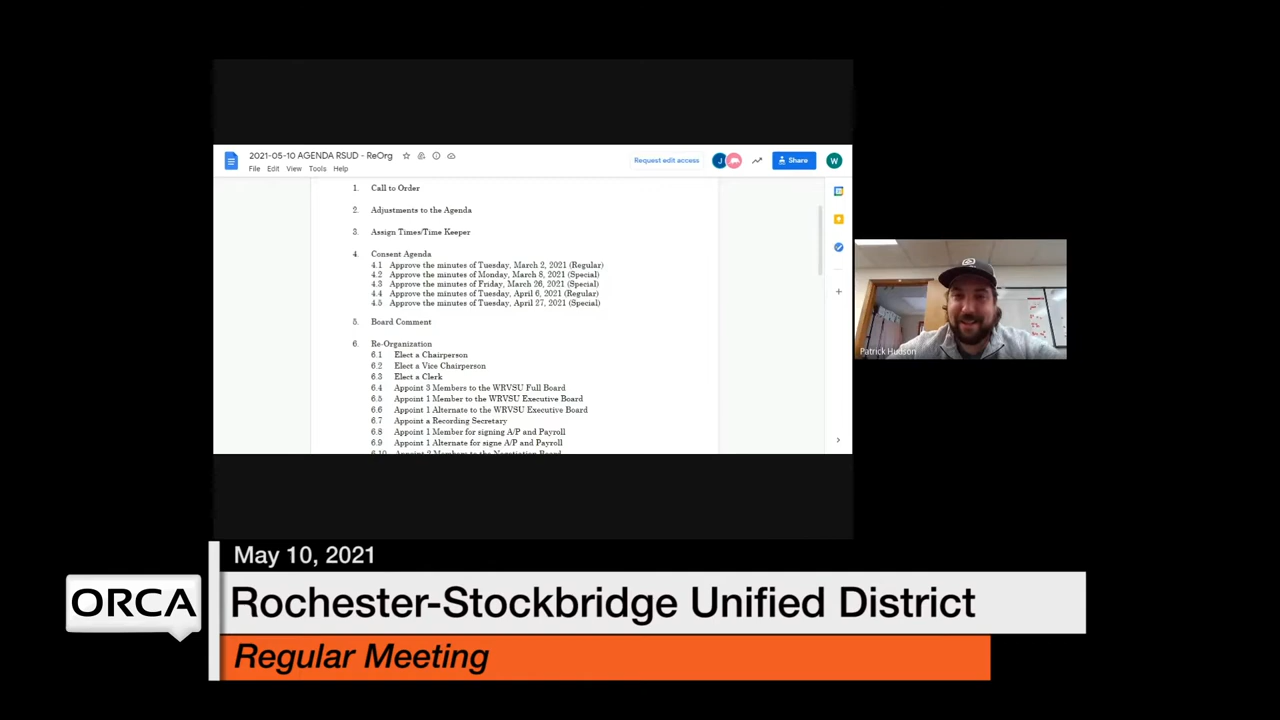 2021-05-10 AGENDA RSUD - ReOrg
File Edit View Tools Help
Request edit access
J
Share
W
1. Call to Order
2. Adjustments to the Agenda
3. Assign Times/Time Keeper
4. Consent Agenda
4.1 Approve the minutes of Tuesday, March 2, 2021 (Regular)
4.2 Approve the minutes of Monday, March 8, 2021 (Special)
4.3 Approve the minutes of Friday, March 26, 2021 (Special)
4.4 Approve the minutes of Tuesday, April 6, 2021 (Regular)
4.5 Approve the minutes of Tuesday, April 27, 2021 (Special)
5. Board Comment
6. Re-Organization
6.1 Elect a Chairperson
6.2 Elect a Vice Chairperson
6.3 Elect a Clerk
6.4 Appoint 3 Members to the WRVSU Full Board
6.5 Appoint 1 Member to the WRVSU Executive Board
6.6 Appoint 1 Alternate to the WRVSU Executive Board
6.7 Appoint a Recording Secretary
6.8 Appoint 1 Member for signing A/P and Payroll
6.9 Appoint 1 Alternate for signe A/P and Payroll
6.10 Appoint 2 Members to the Negotiation Board
Patrick Hudson
May 10, 2021
ORCA
Rochester-Stockbridge Unified District
Regular Meeting